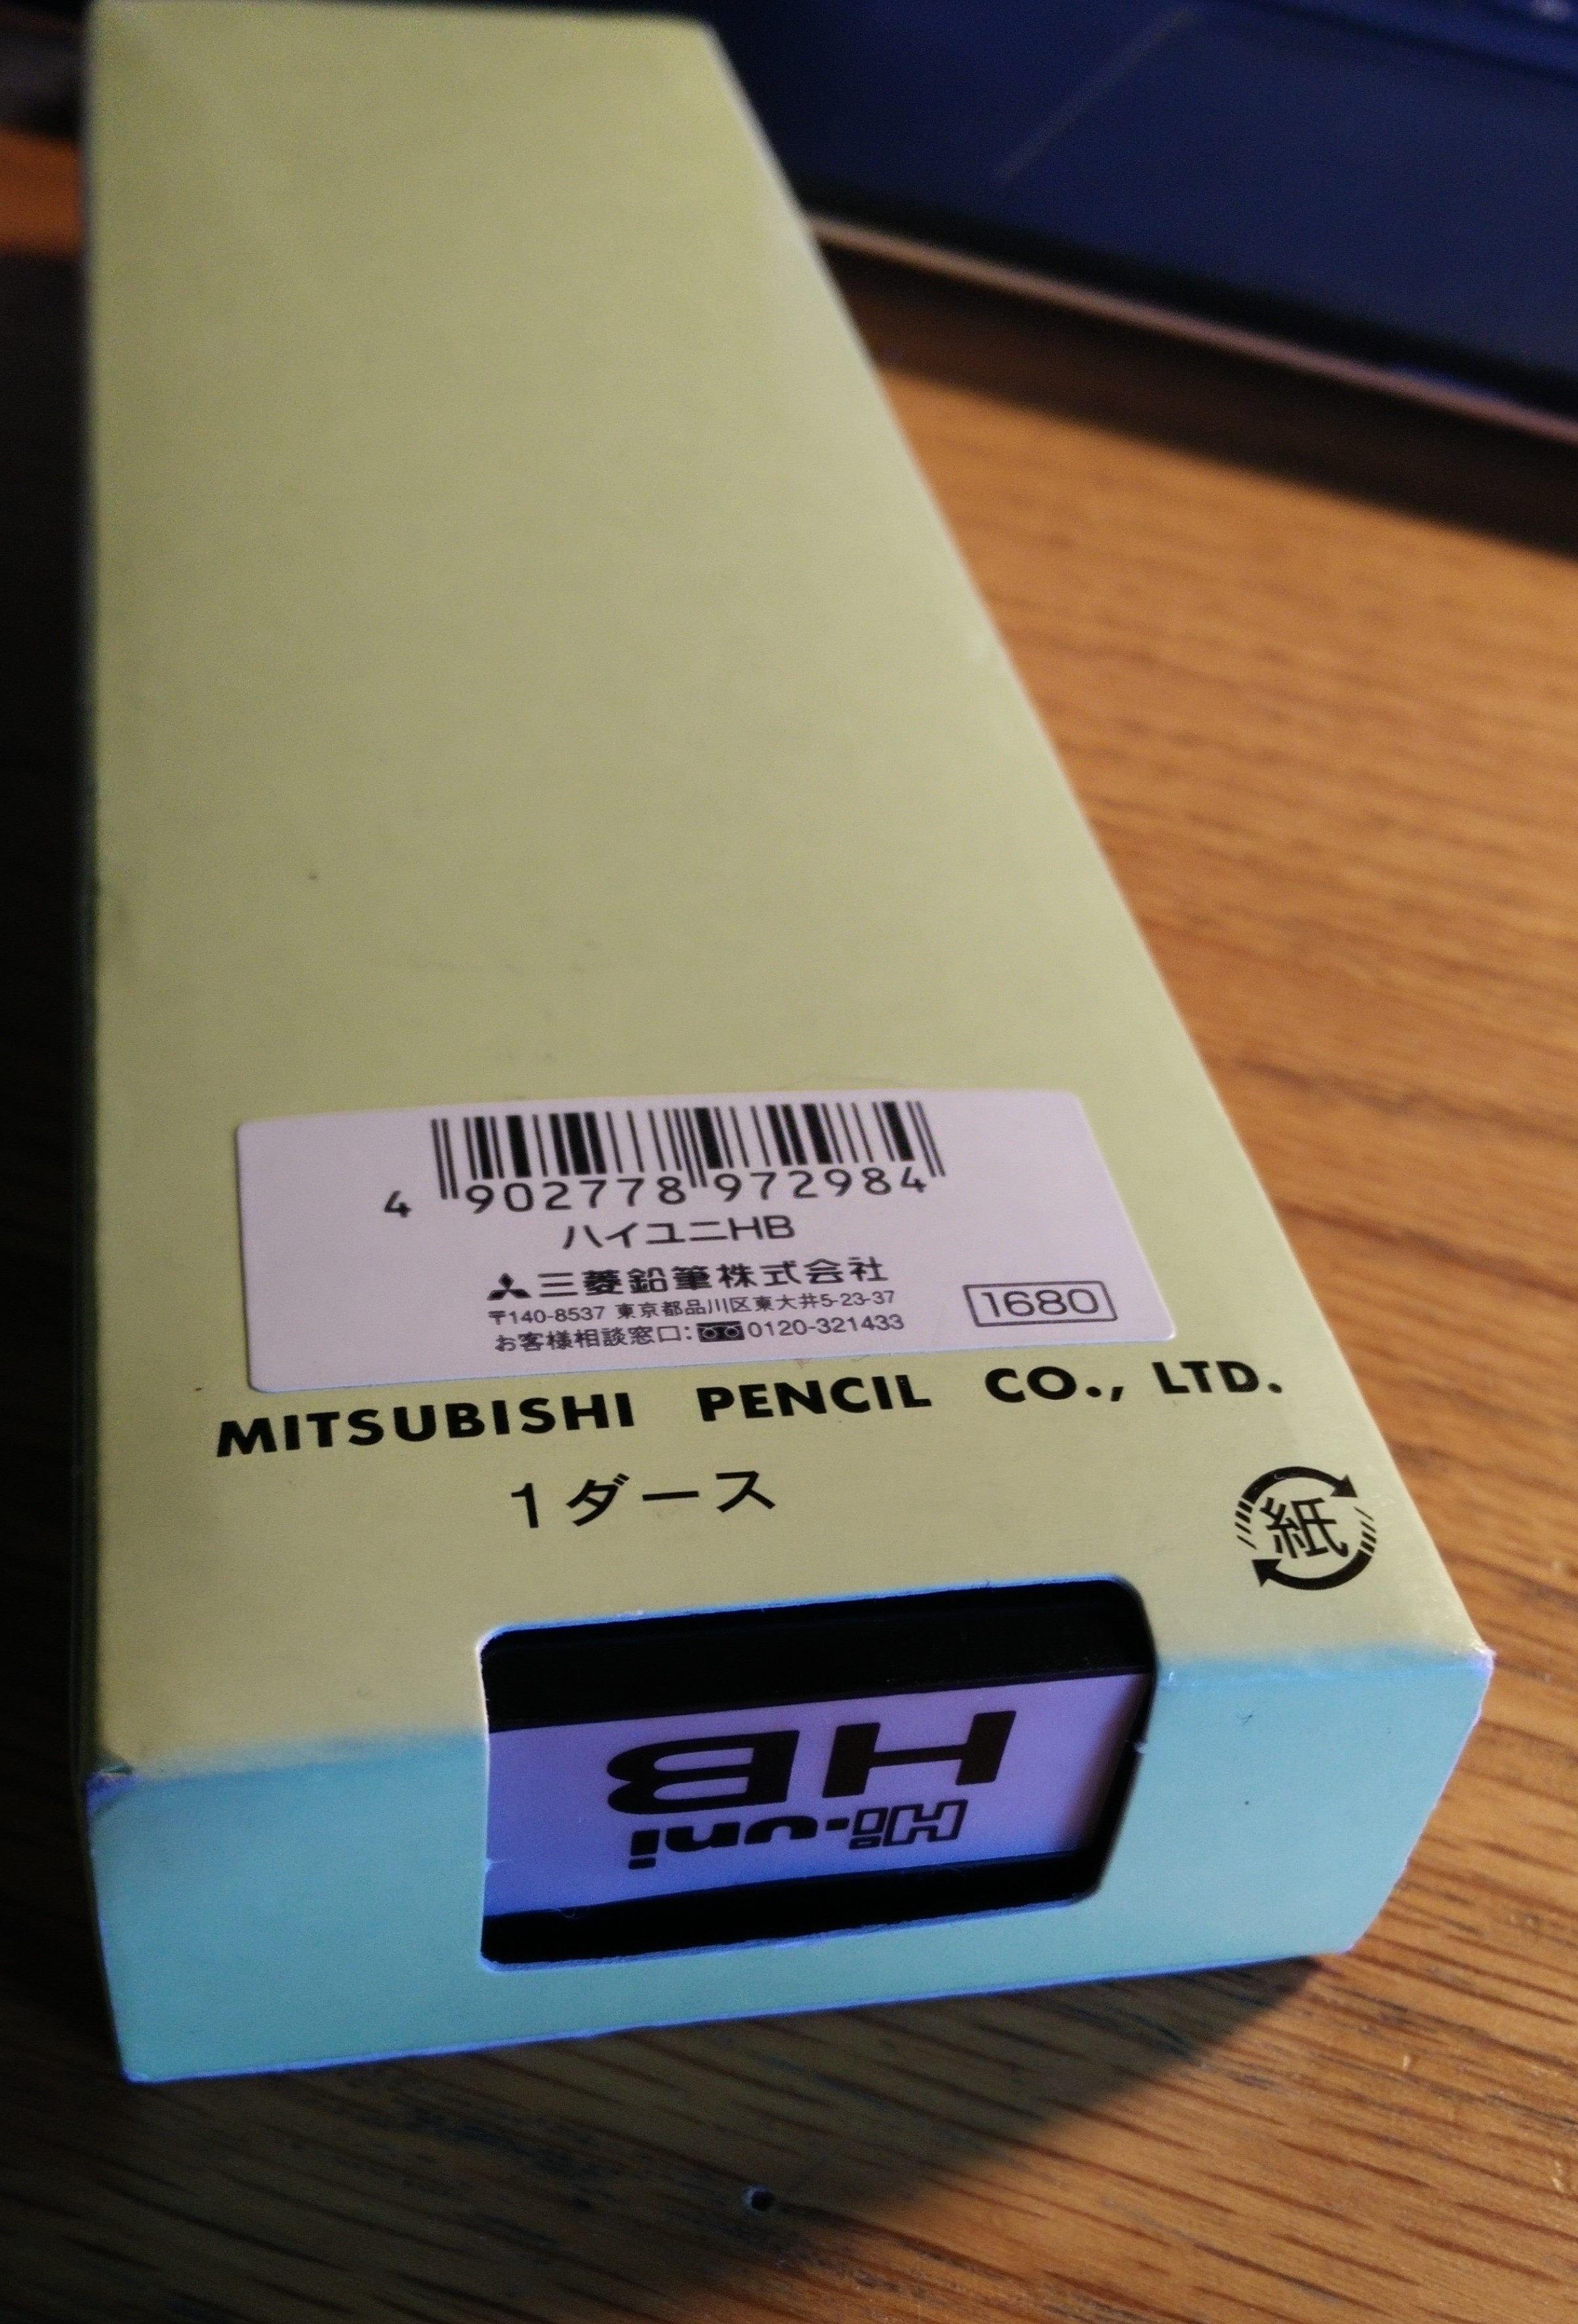 4 902778 972984
ハイユニHB
三菱鉛筆株式会社
〒140-8537 東京都品川区東大井5-23-37
お客様相談窓口:0120-321433
1680
MITSUBISHI PENCIL CO., LTD.
1ダース
紙
HB
Hi-uni